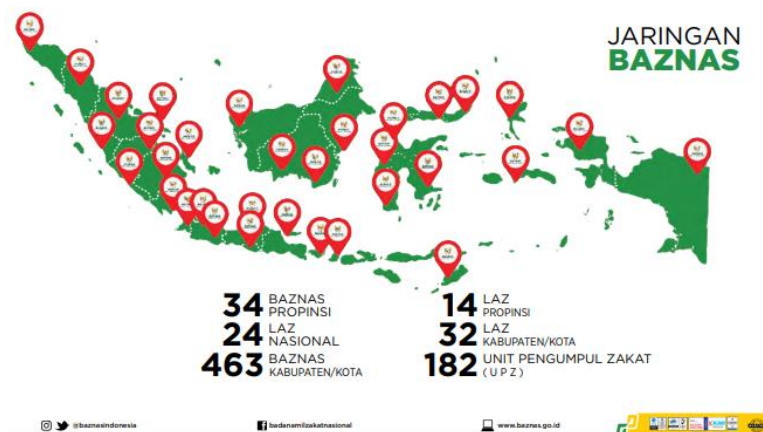 JARINGAN
BAZNAS
34 BAZNAS
PROPINSI
24 LAZ
NASIONAL
463 BAZNAS
KABUPATEN/KOTA
14 LAZ
PROPINSI
32 LAZ
KABUPATEN/KOTA
182 UNIT PENGUMPUL ZAKAT
( U P Z )
@baznasindonesia
badanamilzakatnasional
www.baznas.go.id